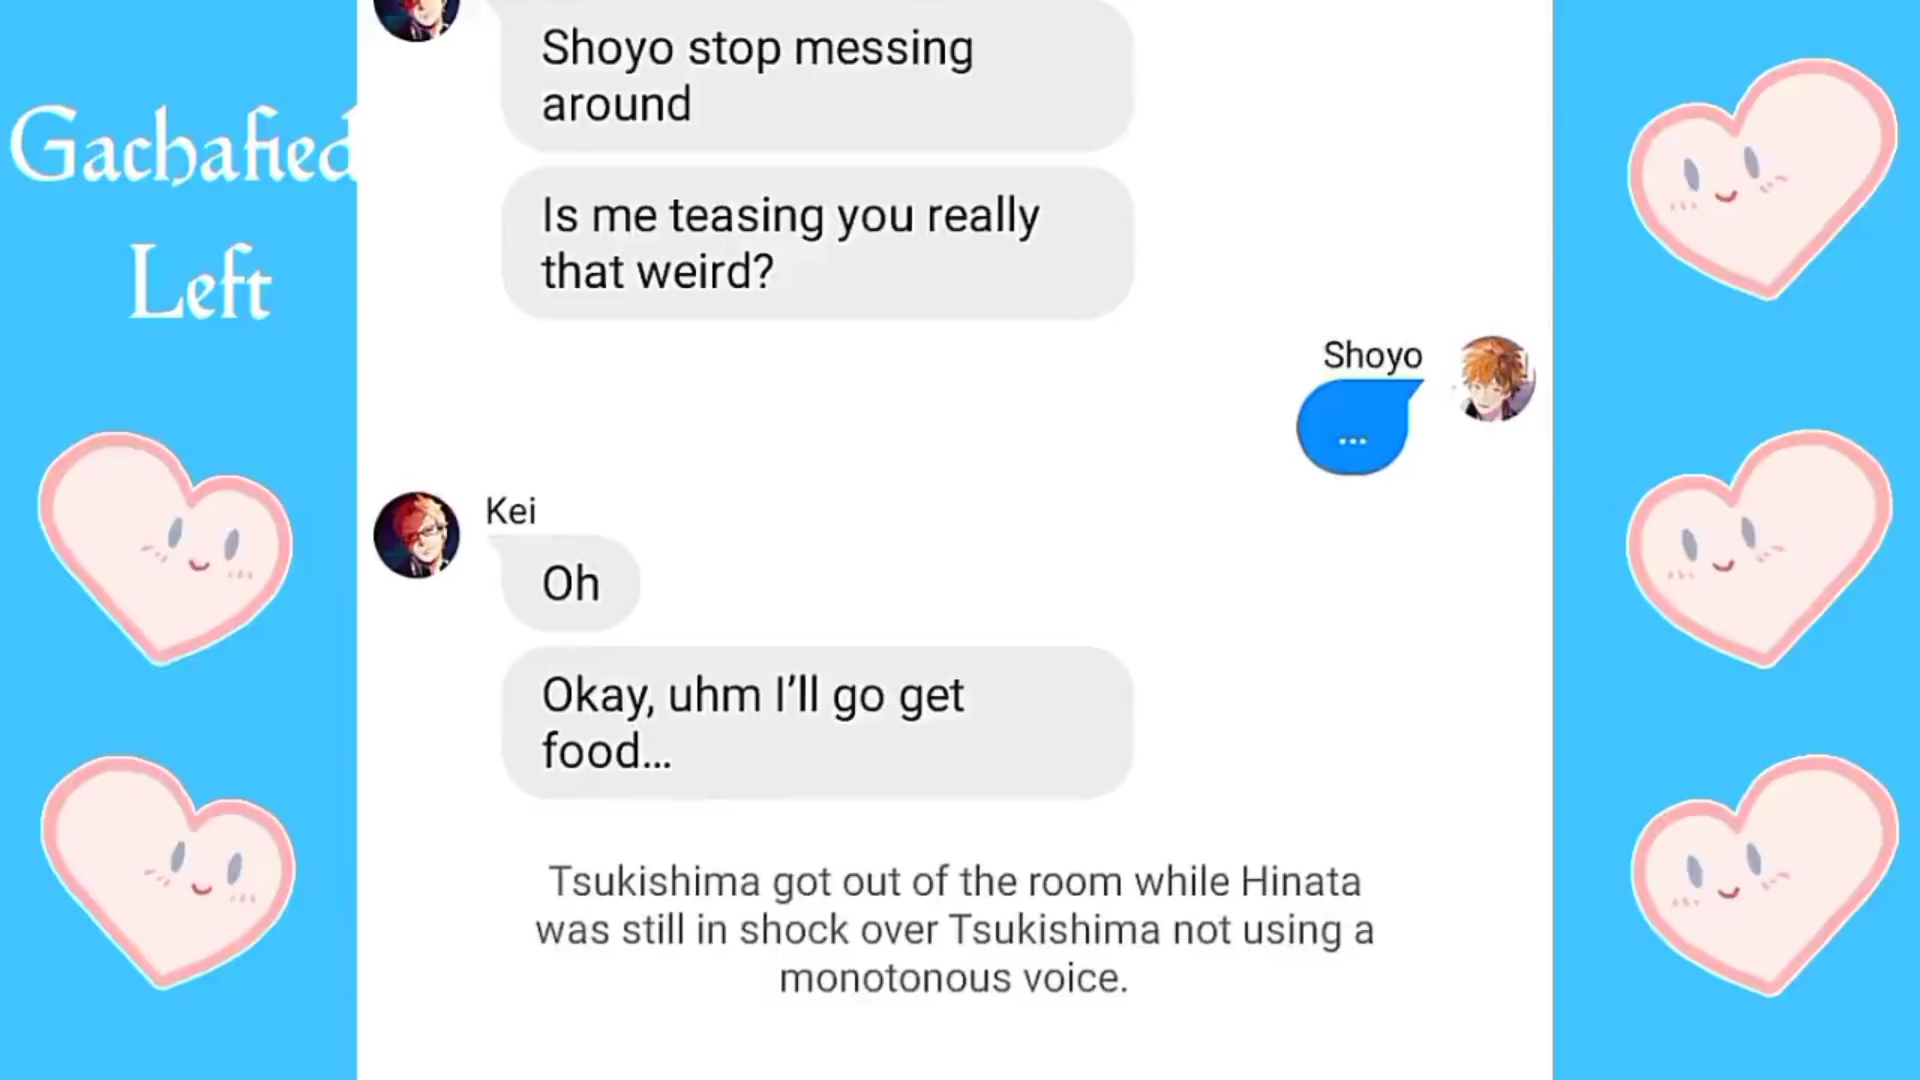 Gachafied
Left
Shoyo stop messing
around
Is me teasing you really
that weird?
Shoyo
...
Kei
Oh
Okay, uhm I’ll go get
food...
Tsukishima got out of the room while Hinata
was still in shock over Tsukishima not using a
monotonous voice.